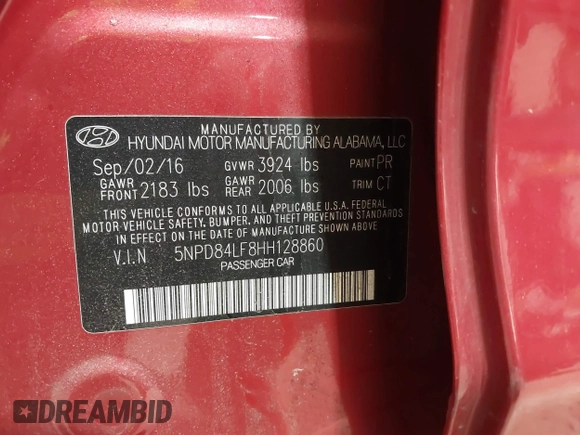 MANUFACTURED BY
HYUNDAI MOTOR MANUFACTURING ALABAMA, LLC
Sep/02/16 GVWR 3924 lbs PAINT PR
GAWR FRONT 2183 lbs GAWR REAR 2006 lbs TRIM CT
THIS VEHICLE CONFORMS TO ALL APPLICABLE U.S.A. FEDERAL
MOTOR VEHICLE SAFETY, BUMPER, AND THEFT PREVENTION STANDARDS
IN EFFECT ON THE DATE OF MANUFACTURE SHOWN ABOVE.
V.I.N 5NPD84LF8HH128860
PASSENGER CAR
DREAMBID